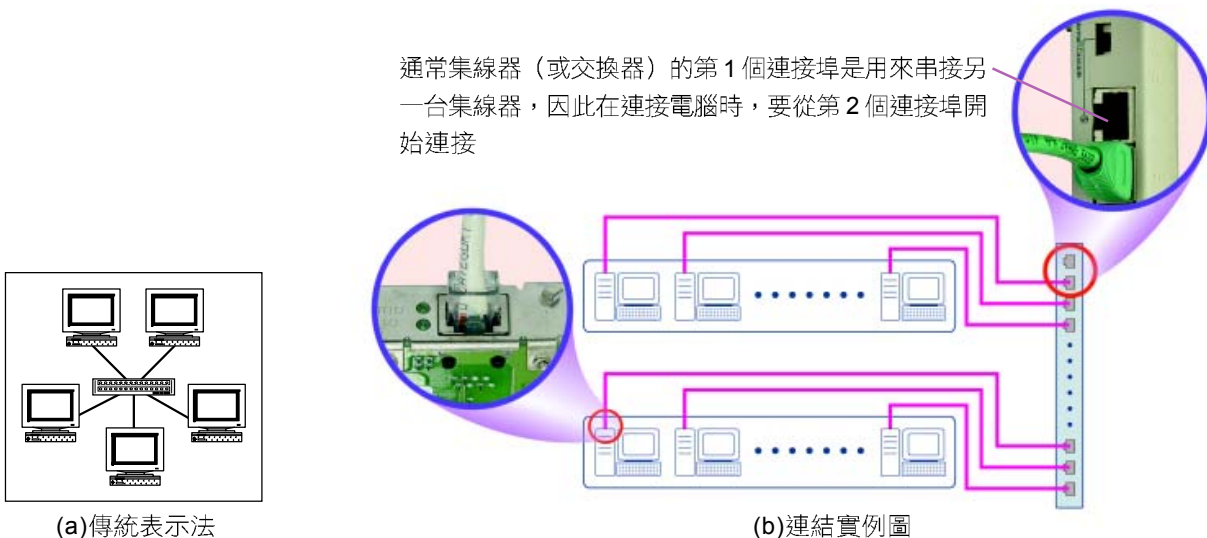 通常集線器（或交換器）的第 1 個連接埠是用來串接另
一台集線器，因此在連接電腦時，要從第 2 個連接埠開
始連接
(a)傳統表示法
(b)連結實例圖